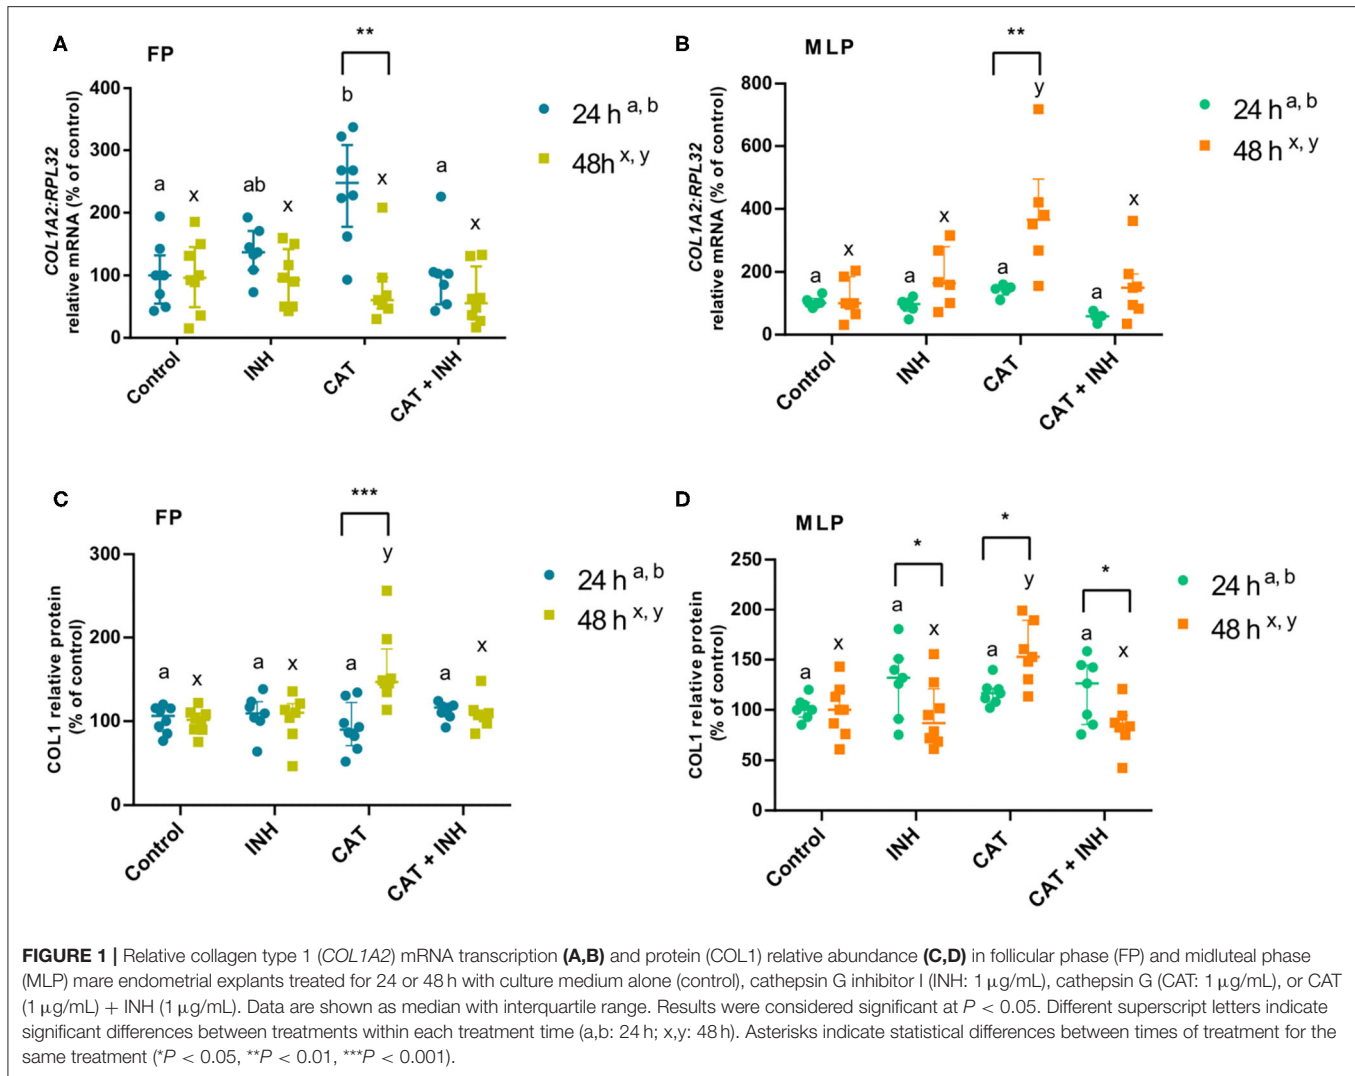 A
FP
**
COL1A2:RPL32
relative mRNA (% of control)
400
300
200
100
0
a
x
ab
x
b
x
a
x
Control
INH
CAT
CAT + INH
24 h a, b
48h x, y
B
MLP
**
COL1A2:RPL32
relative mRNA (% of control)
800
600
400
200
0
a
x
a
x
a
y
a
x
Control
INH
CAT
CAT + INH
24 h a, b
48 h x, y
C
FP
***
COL1 relative protein
(% of control)
300
200
100
0
a
x
a
x
a
y
a
x
Control
INH
CAT
CAT + INH
24 h a, b
48 h x, y
D
MLP
*
*
*
COL1 relative protein
(% of control)
250
200
150
100
50
0
a
x
a
x
a
y
a
x
Control
INH
CAT
CAT + INH
24 h a, b
48 h x, y
FIGURE 1 | Relative collagen type 1 (COL1A2) mRNA transcription (A,B) and protein (COL1) relative abundance (C,D) in follicular phase (FP) and midluteal phase
(MLP) mare endometrial explants treated for 24 or 48 h with culture medium alone (control), cathepsin G inhibitor I (INH: 1 μg/mL), cathepsin G (CAT: 1 μg/mL), or CAT
(1 μg/mL) + INH (1 μg/mL). Data are shown as median with interquartile range. Results were considered significant at P < 0.05. Different superscript letters indicate
significant differences between treatments within each treatment time (a,b: 24 h; x,y: 48 h). Asterisks indicate statistical differences between times of treatment for the
same treatment (*P < 0.05, **P < 0.01, ***P < 0.001).